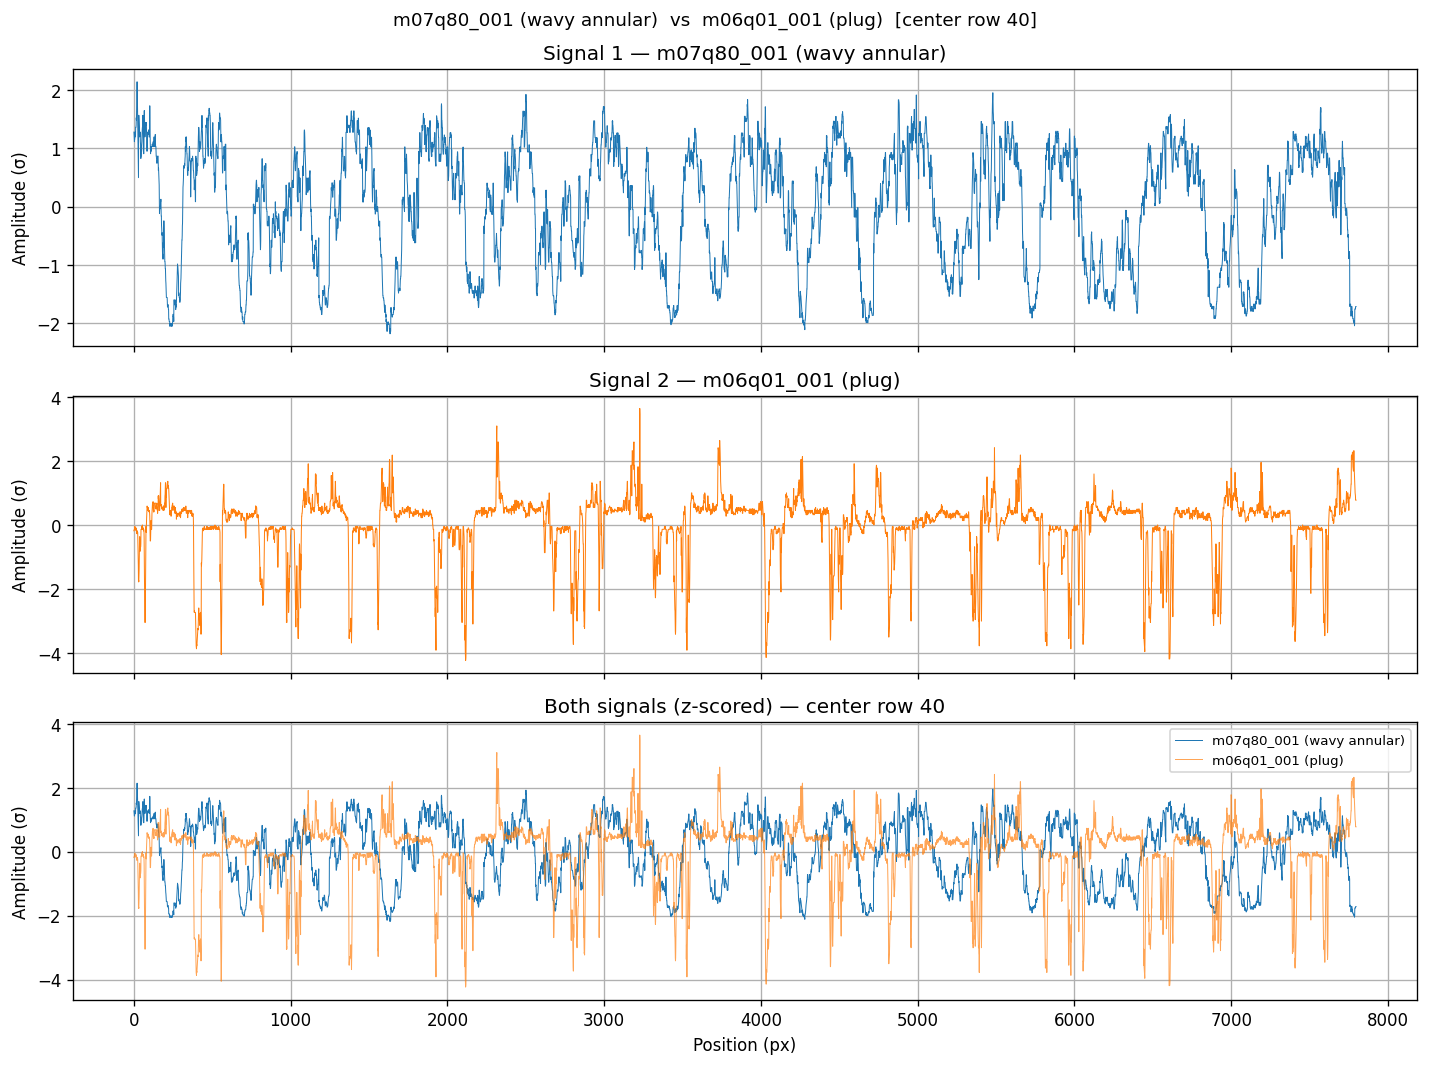 m07q80_001 (wavy annular)  vs  m06q01_001 (plug)  [center row 40]
Signal 1 — m07q80_001 (wavy annular)
2
1
0
−1
−2
Amplitude (σ)
Signal 2 — m06q01_001 (plug)
4
2
0
−2
−4
Amplitude (σ)
Both signals (z-scored) — center row 40
4
2
0
−2
−4
Amplitude (σ)
m07q80_001 (wavy annular)
m06q01_001 (plug)
0 1000 2000 3000 4000 5000 6000 7000 8000
Position (px)